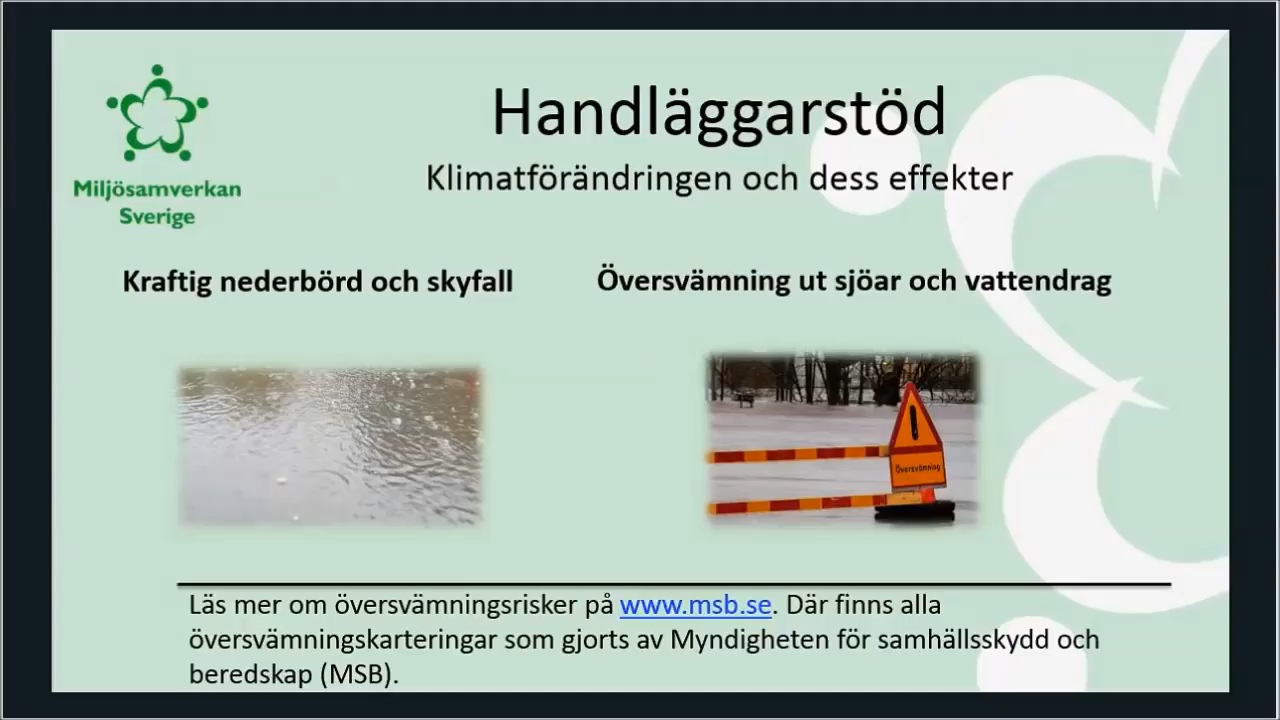 Miljösamverkan
Sverige
Handläggarstöd
Klimatförändringen och dess effekter
Kraftig nederbörd och skyfall
Översvämning ut sjöar och vattendrag
Översvämning
Läs mer om översvämningsrisker på www.msb.se. Där finns alla
översvämningskarteringar som gjorts av Myndigheten för samhällsskydd och
beredskap (MSB).